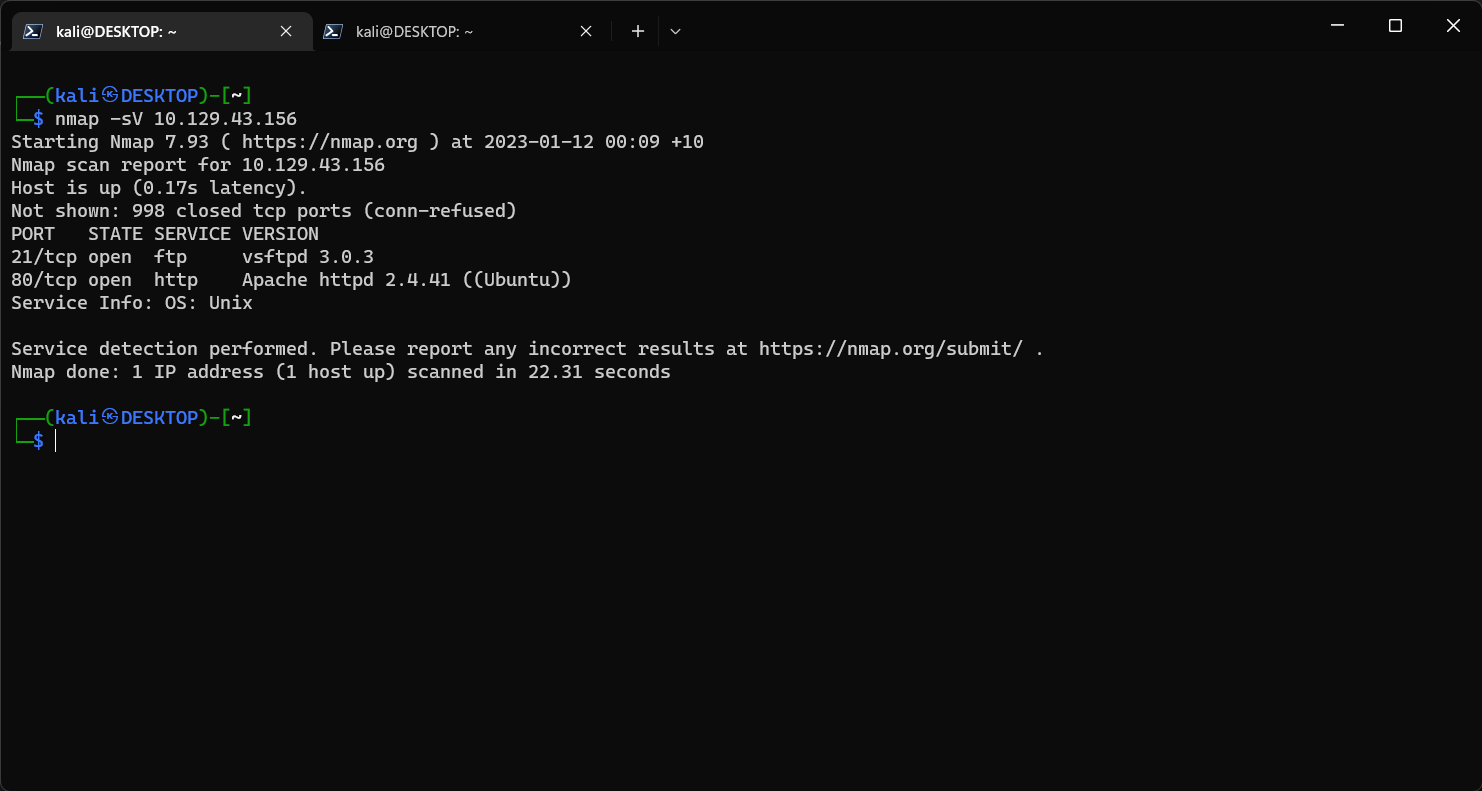 kali@DESKTOP: ~
kali@DESKTOP: ~
┌──(kali㉿DESKTOP)-[~]
└─$ nmap -sV 10.129.43.156
Starting Nmap 7.93 ( https://nmap.org ) at 2023-01-12 00:09 +10
Nmap scan report for 10.129.43.156
Host is up (0.17s latency).
Not shown: 998 closed tcp ports (conn-refused)
PORT   STATE SERVICE VERSION
21/tcp open  ftp     vsftpd 3.0.3
80/tcp open  http    Apache httpd 2.4.41 ((Ubuntu))
Service Info: OS: Unix
Service detection performed. Please report any incorrect results at https://nmap.org/submit/ .
Nmap done: 1 IP address (1 host up) scanned in 22.31 seconds
┌──(kali㉿DESKTOP)-[~]
└─$